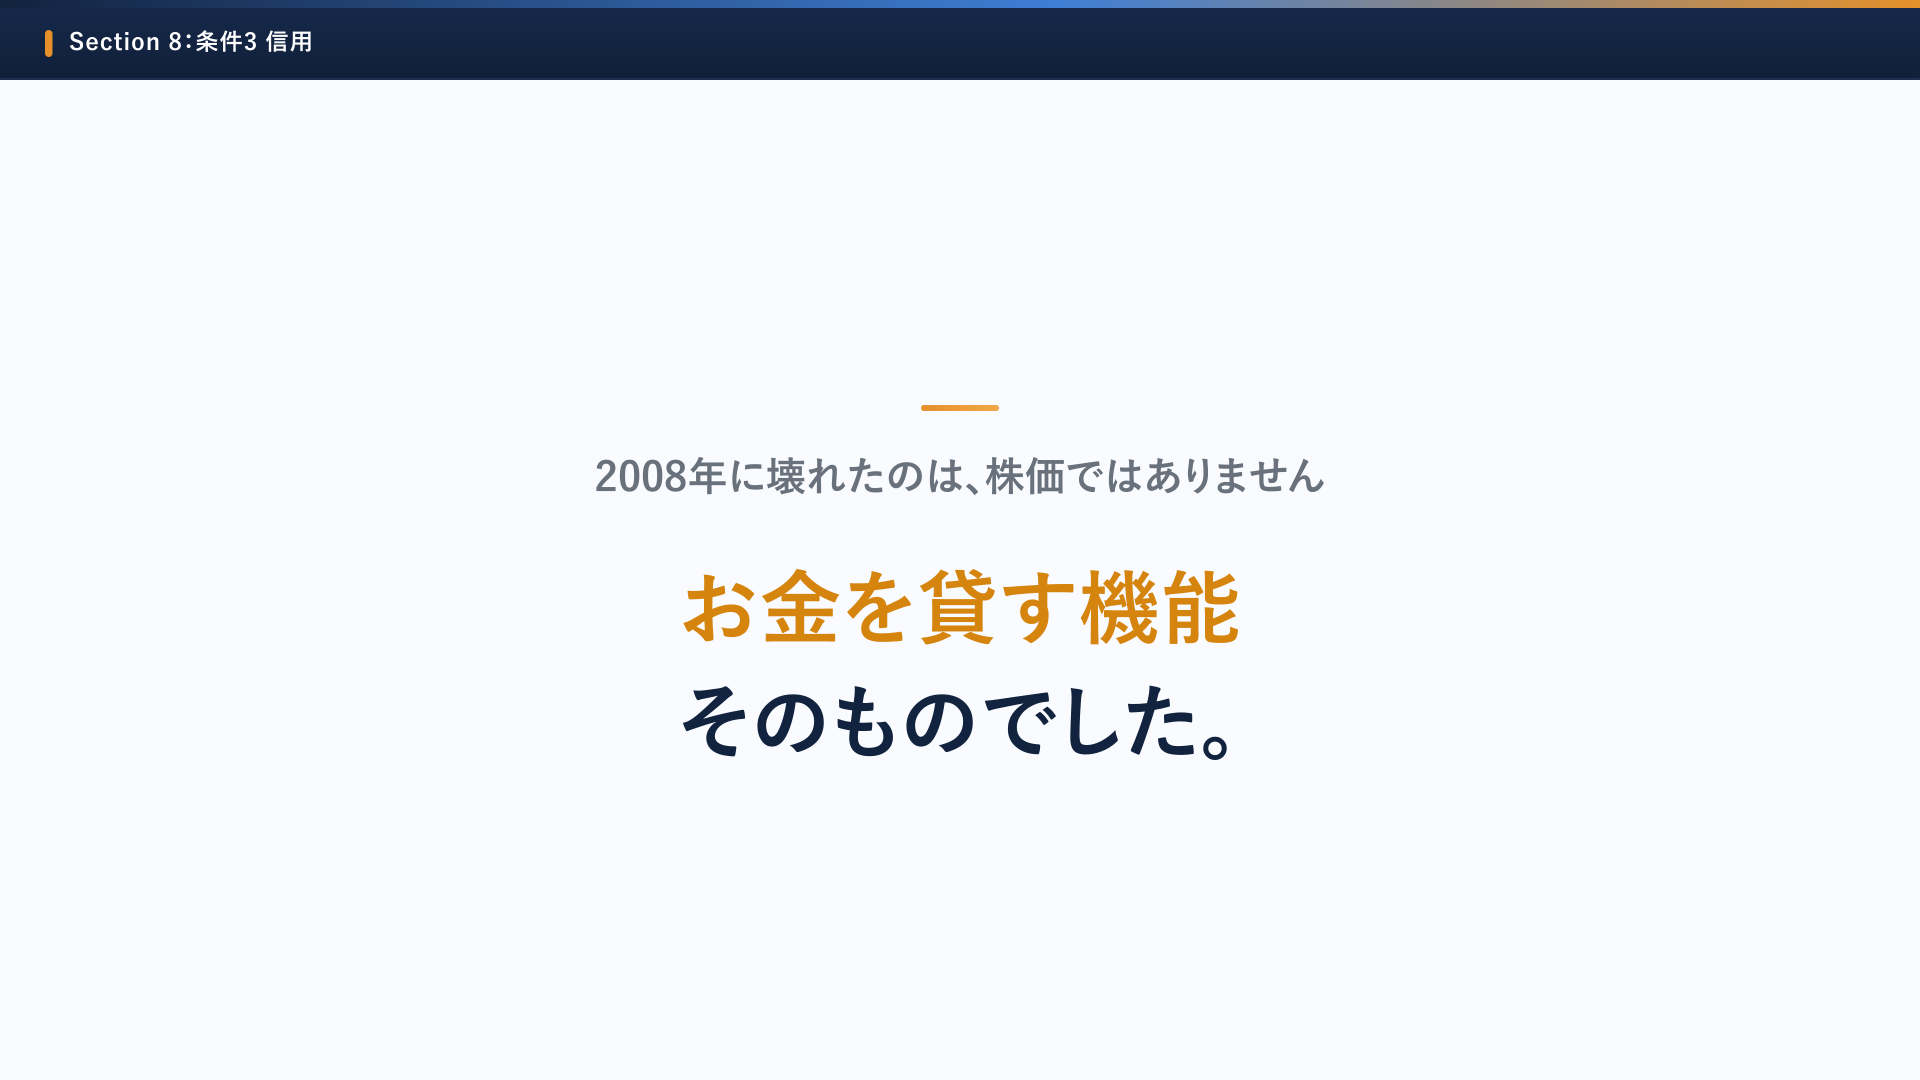 Section 8：条件3 信用
2008年に壊れたのは、株価ではありません
お金を貸す機能
そのものでした。